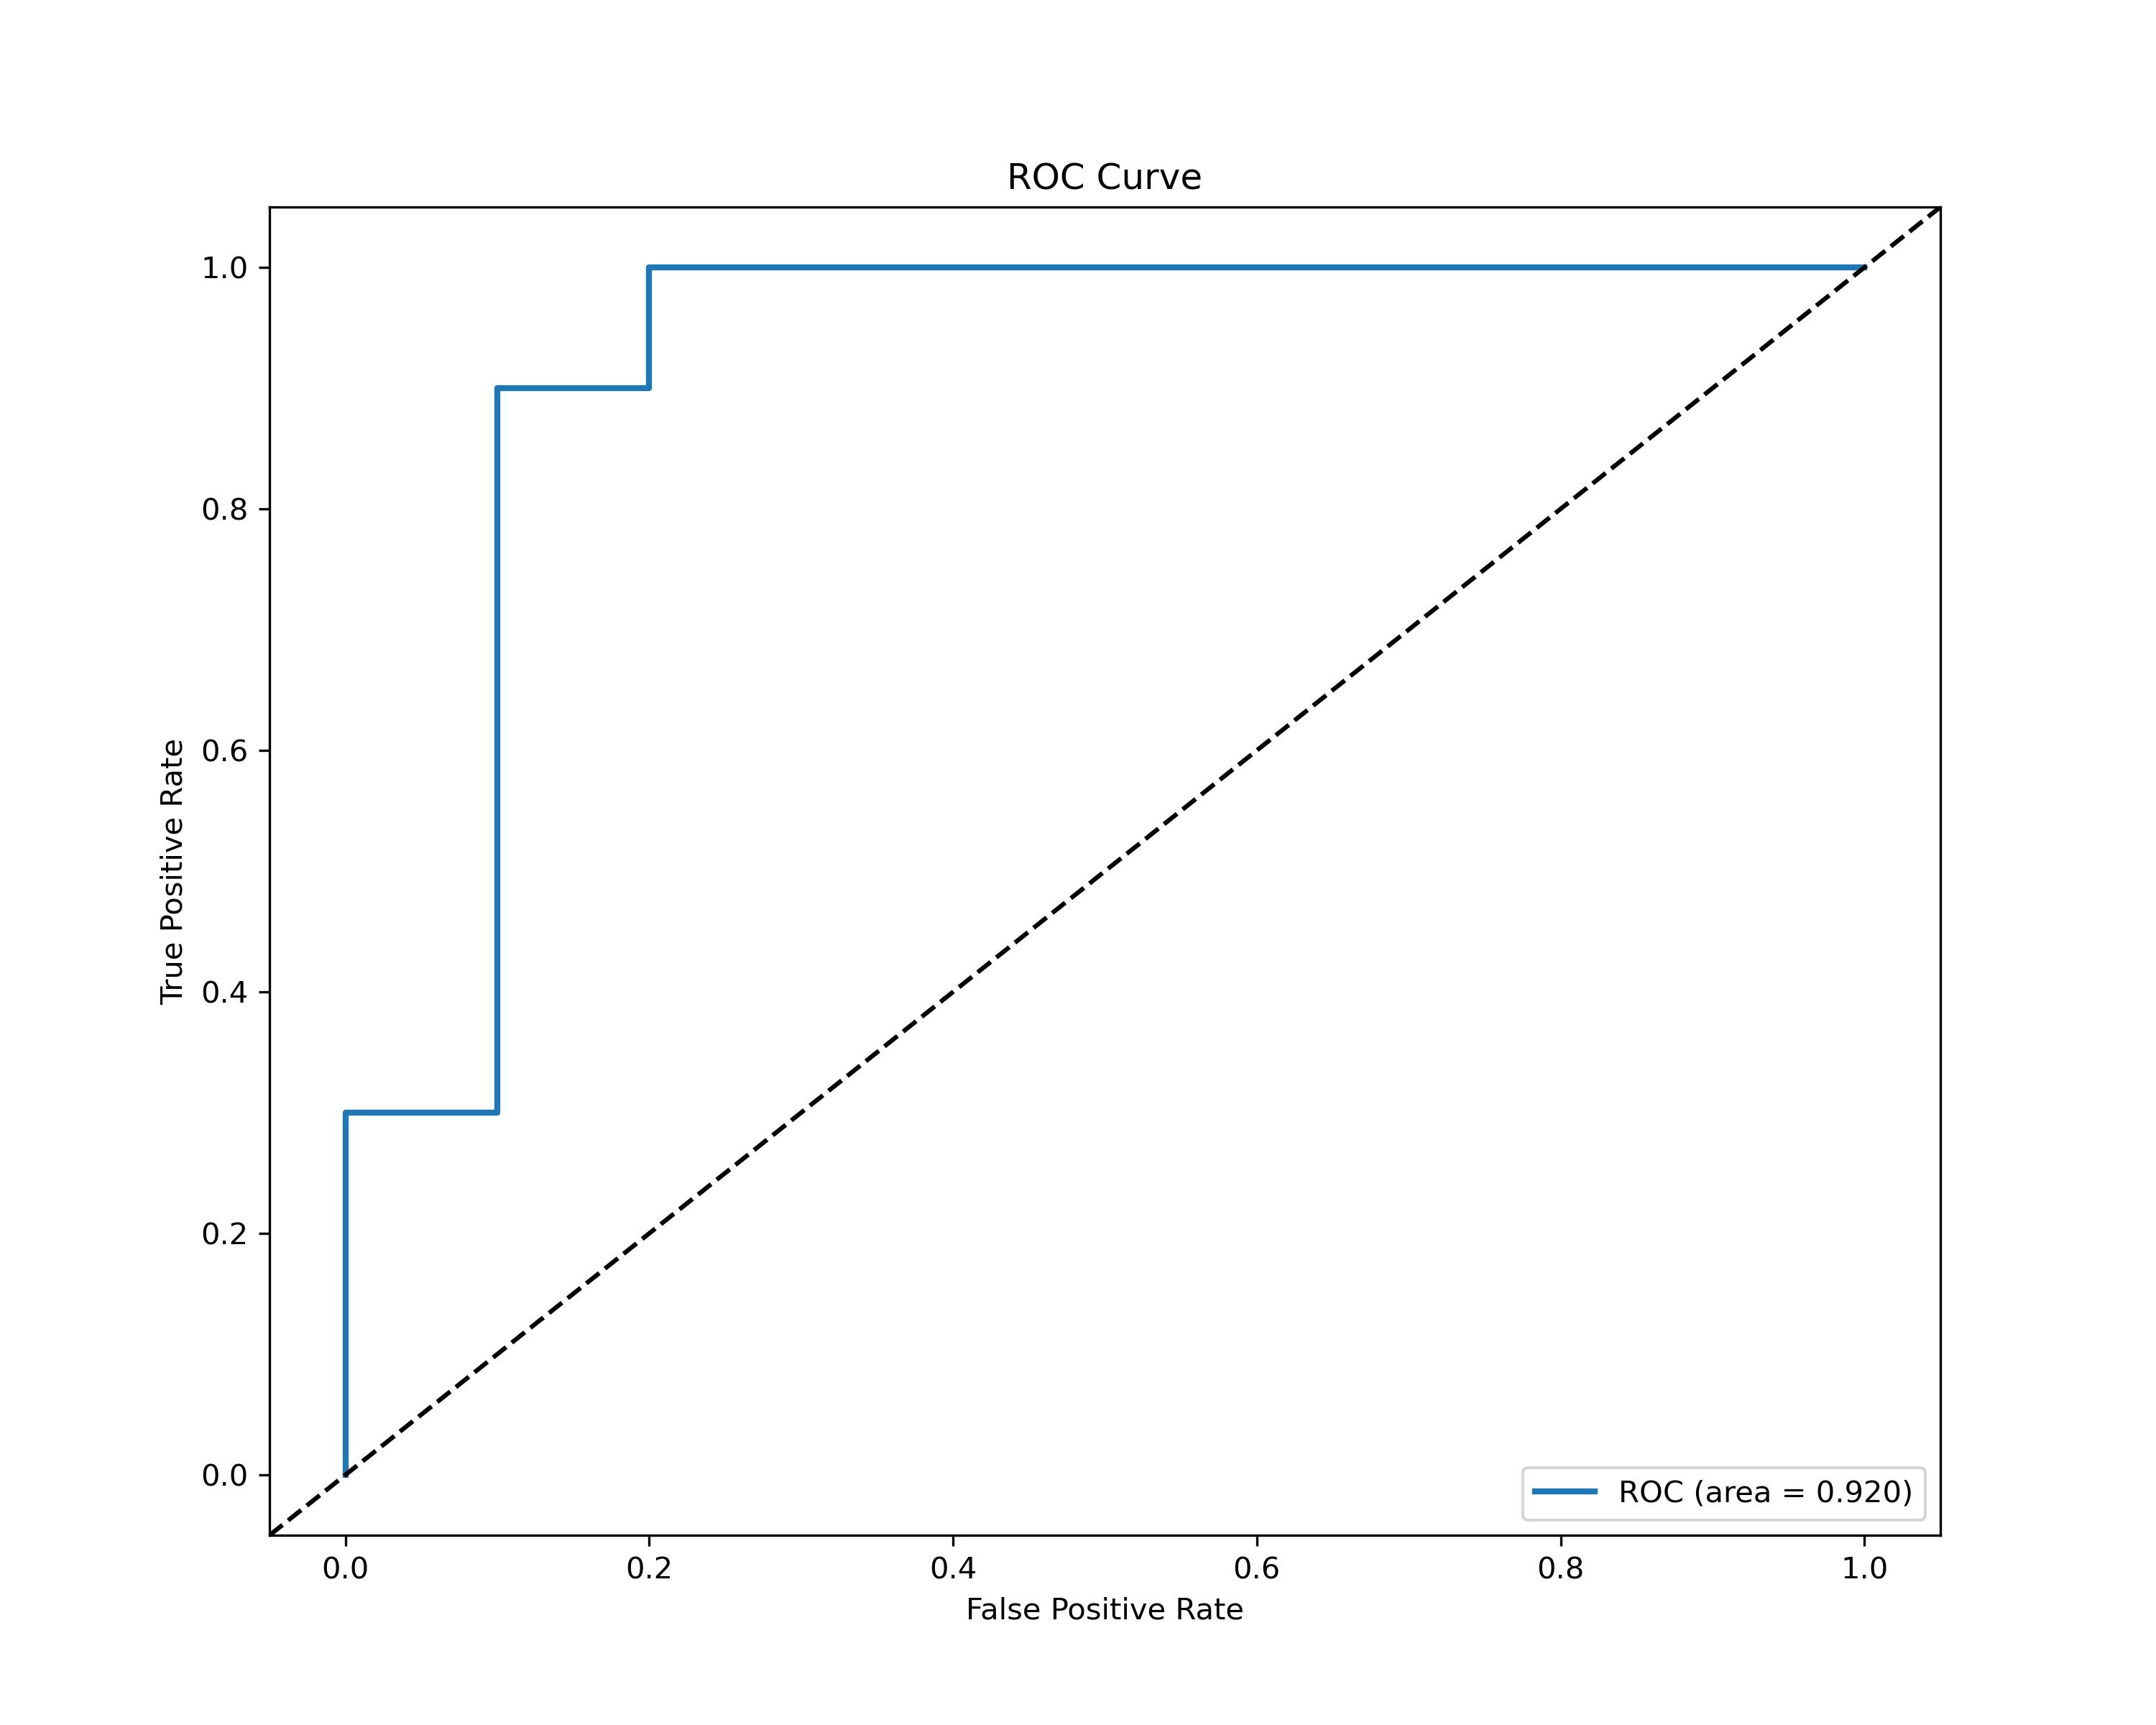 ROC Curve
1.0
0.8
0.6
0.4
0.2
0.0
True Positive Rate
ROC (area = 0.920)
0.0 0.2 0.4 0.6 0.8 1.0
False Positive Rate